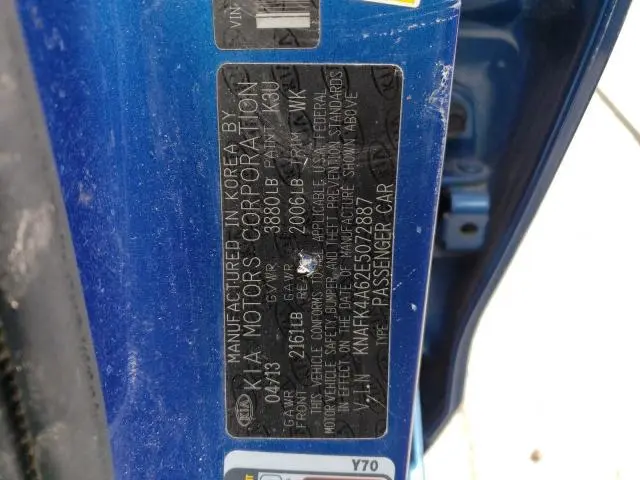 VIN
MANUFACTURED IN KOREA BY
KIA MOTORS CORPORATION
04/13 GVWR 3880LB PAINT K3U
GAWR FRONT 2161LB GAWR REAR 2006LB TRIM WK
THIS VEHICLE CONFORMS TO ALL APPLICABLE U.S.A FEDERAL
MOTOR VEHICLE SAFETY, BUMPER, AND THEFT PREVENTION STANDARDS
IN EFFECT ON THE DATE OF MANUFACTURE SHOWN ABOVE
V.I.N KNAFK4A62E5072887
TYPE PASSENGER CAR
KIA
Y70